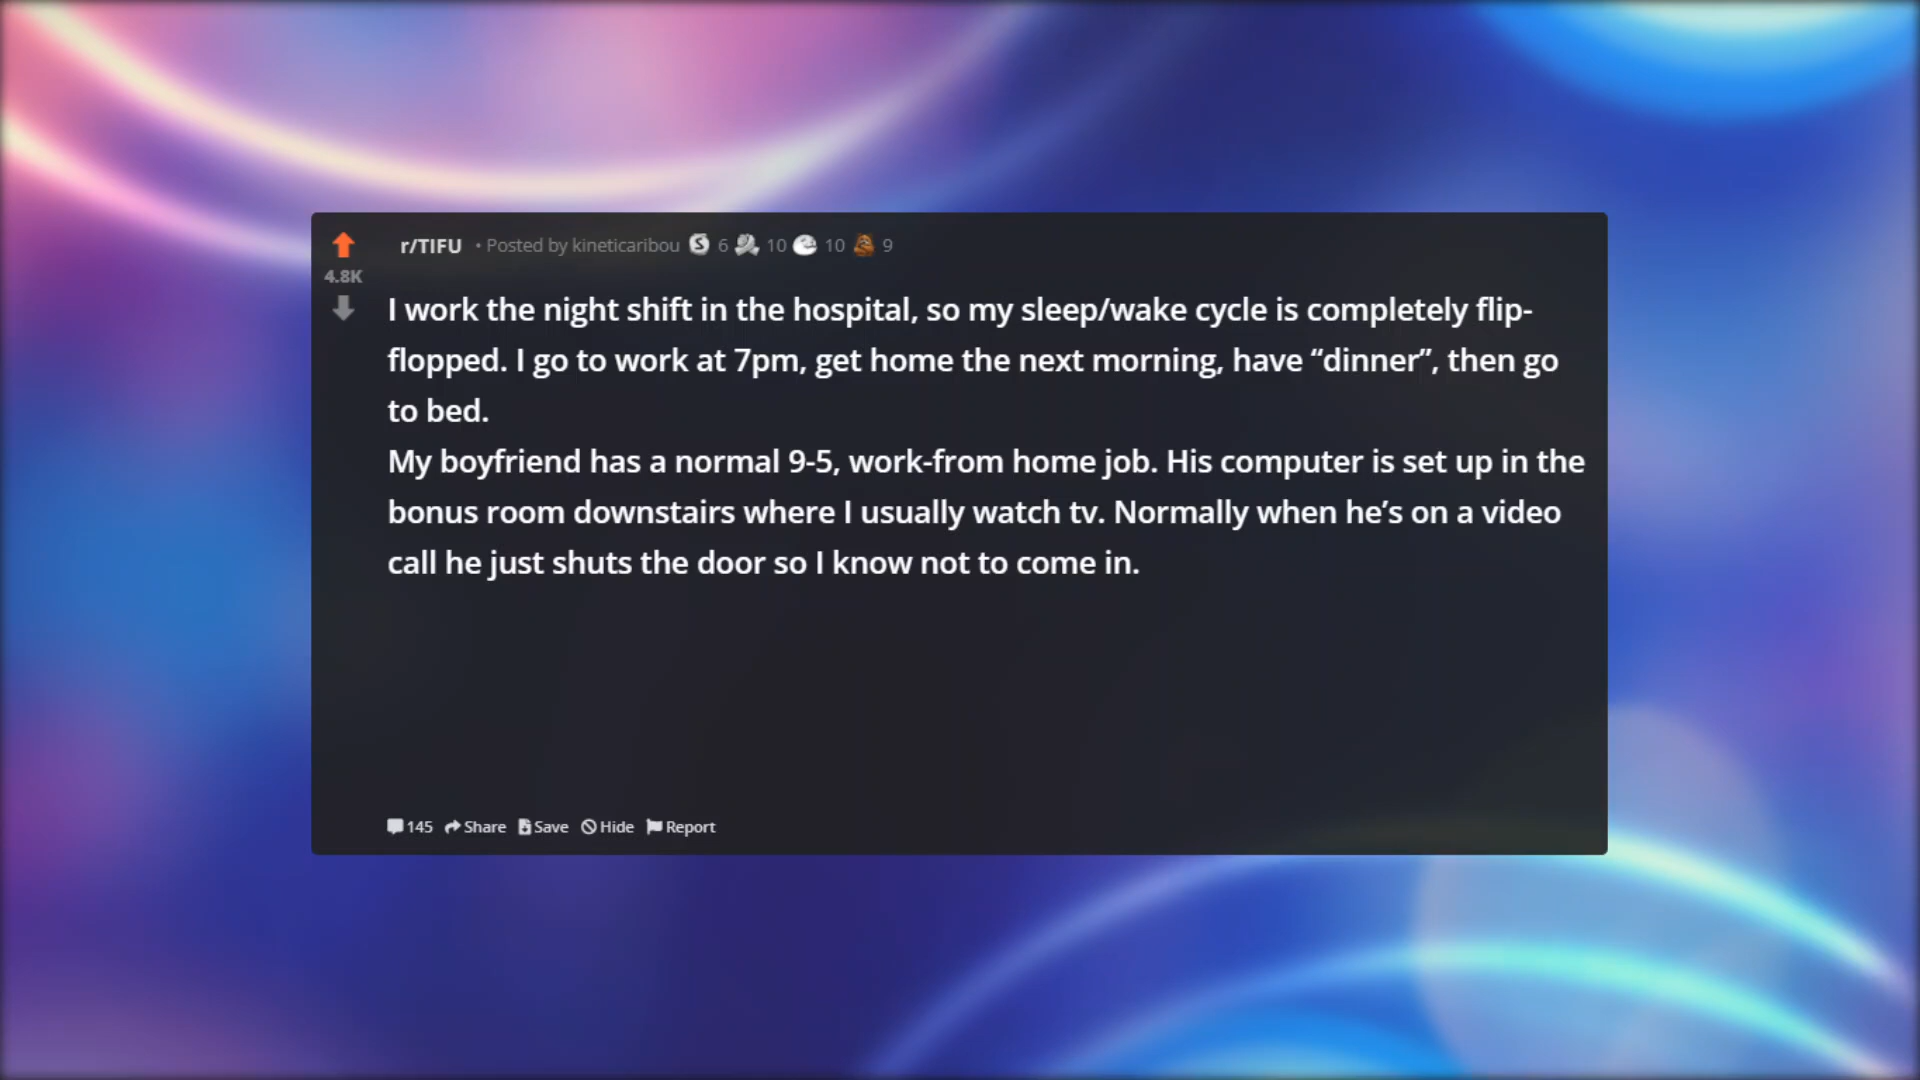 r/TIFU • Posted by kineticaribou 6 10 10 9
4.8K
I work the night shift in the hospital, so my sleep/wake cycle is completely flip-
flopped. I go to work at 7pm, get home the next morning, have “dinner”, then go
to bed.
My boyfriend has a normal 9-5, work-from home job. His computer is set up in the
bonus room downstairs where I usually watch tv. Normally when he’s on a video
call he just shuts the door so I know not to come in.
145 Share Save Hide Report